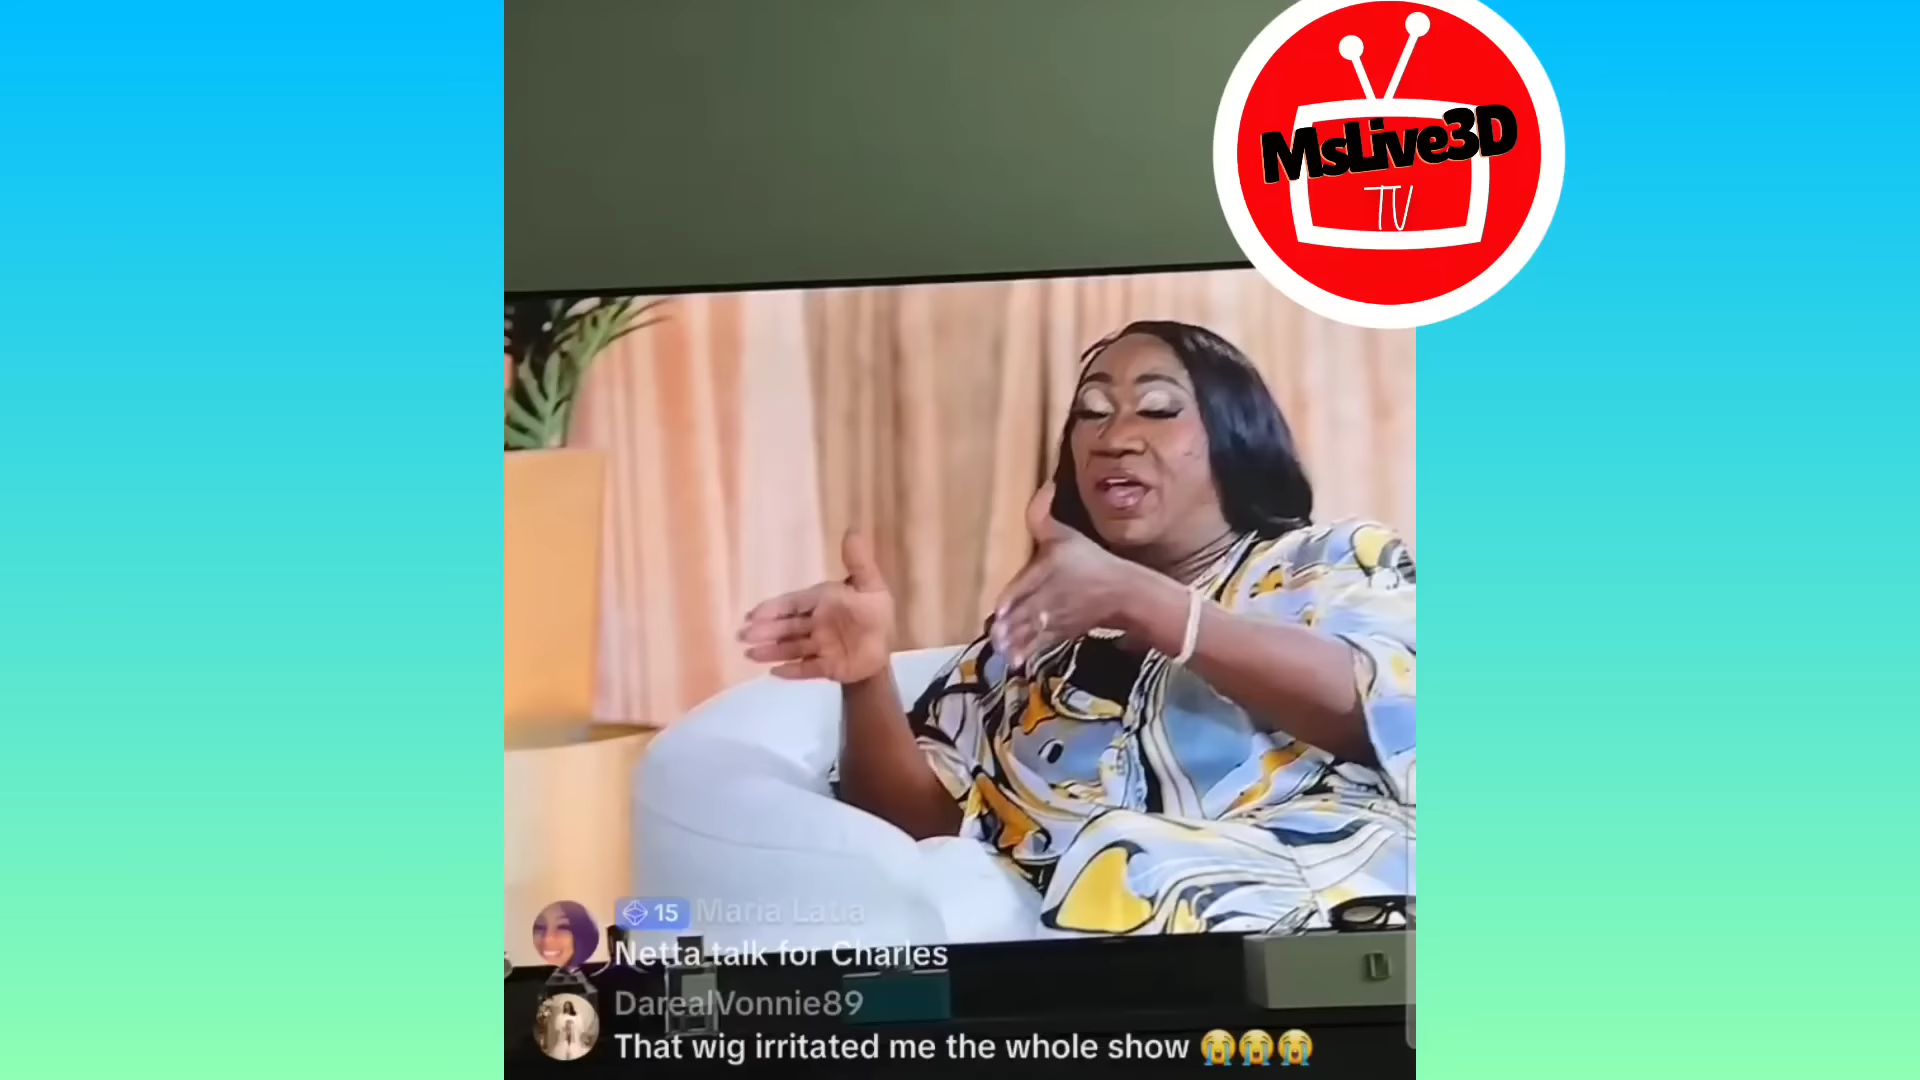 MsLive3D
TV
15 Maria Latia
Netta talk for Charles
DarealVonnie89
That wig irritated me the whole show 😭😭😭